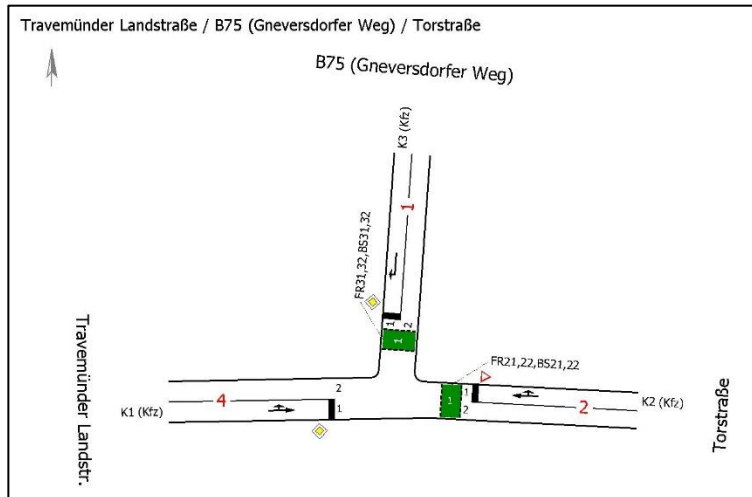 Travemünder Landstraße / B75 (Gneversdorfer Weg) / Torstraße
B75 (Gneversdorfer Weg)
K3 (Kfz)
1
FR31,32,BS31,32
1
2
1
FR21,22,BS21,22
Travemünder
Landstr.
K1 (Kfz)
4
2
1
1
1
2
2
K2 (Kfz)
Torstraße